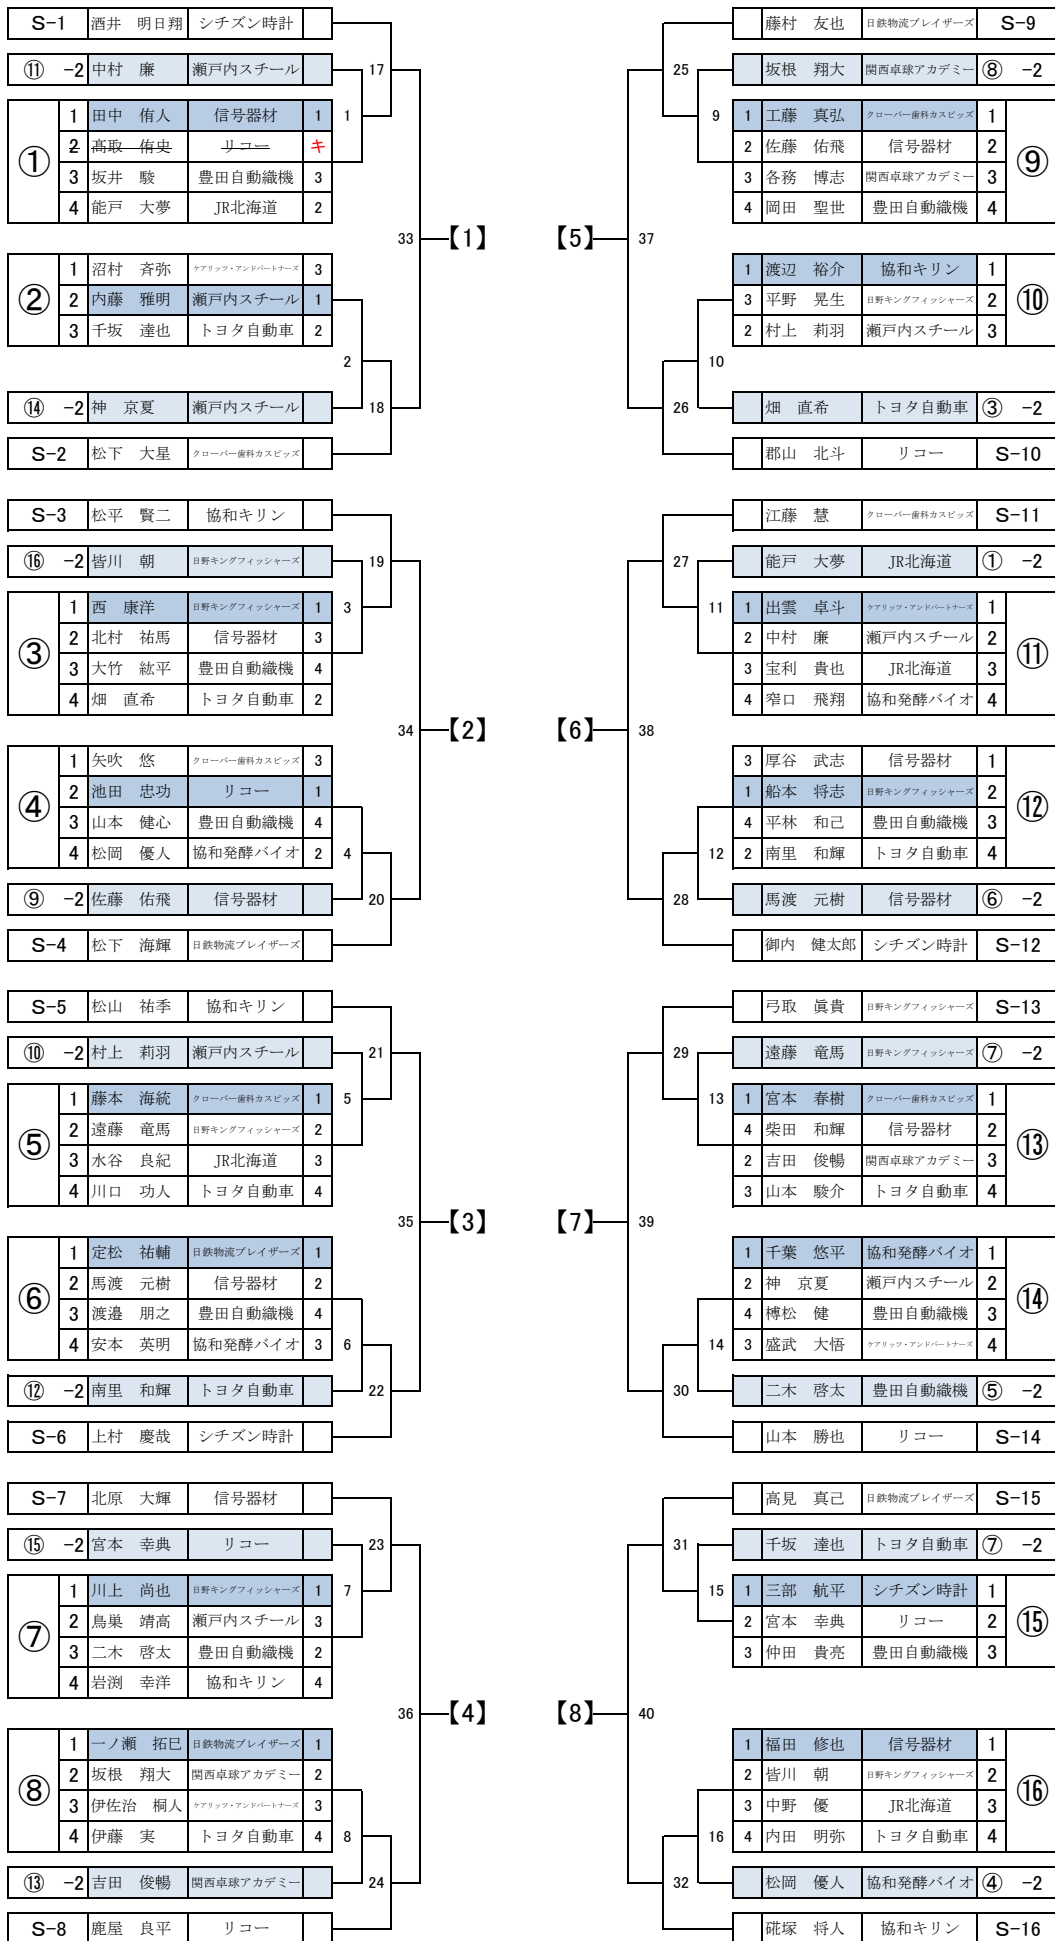 S-1 酒井 明日翔 シチズン時計
⑪ -2 中村 廉 瀬戸内スチール
17
① 1 田中 侑人 信号器材 1
1
2 髙取 侑史 リコー キ
3 坂井 駿 豊田自動織機 3
4 能戸 大夢 JR北海道 2
33 【1】
② 1 沼村 斉弥 ケアリッツ・アンドパートナーズ 3
2 内藤 雅明 瀬戸内スチール 1
3 千坂 達也 トヨタ自動車 2
2
⑭ -2 神 京夏 瀬戸内スチール
18
S-2 松下 大星 クローバー歯科カスピッズ
S-3 松平 賢二 協和キリン
⑯ -2 皆川 朝 日野キングフィッシャーズ
19
③ 1 西 康洋 日野キングフィッシャーズ 1
3
2 北村 祐馬 信号器材 3
3 大竹 紘平 豊田自動織機 4
4 畑 直希 トヨタ自動車 2
34 【2】
④ 1 矢吹 悠 クローバー歯科カスピッズ 3
2 池田 忠功 リコー 1
3 山本 健心 豊田自動織機 4
4 松岡 優人 協和発酵バイオ 2
4
⑨ -2 佐藤 佑飛 信号器材
20
S-4 松下 海輝 日鉄物流ブレイザーズ
S-5 松山 祐季 協和キリン
⑩ -2 村上 莉羽 瀬戸内スチール
21
⑤ 1 藤本 海統 クローバー歯科カスピッズ 1
5
2 遠藤 竜馬 日野キングフィッシャーズ 2
3 水谷 良紀 JR北海道 3
4 川口 功人 トヨタ自動車 4
35 【3】
⑥ 1 定松 祐輔 日鉄物流ブレイザーズ 1
2 馬渡 元樹 信号器材 2
3 渡邉 朋之 豊田自動織機 4
4 安本 英明 協和発酵バイオ 3
6
⑫ -2 南里 和輝 トヨタ自動車
22
S-6 上村 慶哉 シチズン時計
S-7 北原 大輝 信号器材
⑮ -2 宮本 幸典 リコー
23
⑦ 1 川上 尚也 日野キングフィッシャーズ 1
7
2 鳥巣 靖高 瀬戸内スチール 3
3 二木 啓太 豊田自動織機 2
4 岩渕 幸洋 協和キリン 4
36 【4】
⑧ 1 一ノ瀬 拓巳 日鉄物流ブレイザーズ 1
2 坂根 翔大 関西卓球アカデミー 2
3 伊佐治 桐人 ケアリッツ・アンドパートナーズ 3
4 伊藤 実 トヨタ自動車 4
8
⑬ -2 吉田 俊暢 関西卓球アカデミー
24
S-8 鹿屋 良平 リコー
藤村 友也 日鉄物流ブレイザーズ S-9
25
坂根 翔大 関西卓球アカデミー ⑧ -2
9
1 工藤 真弘 クローバー歯科カスピッズ 1 ⑨
2 佐藤 佑飛 信号器材 2
3 各務 博志 関西卓球アカデミー 3
4 岡田 聖世 豊田自動織機 4
【5】 37
1 渡辺 裕介 協和キリン 1 ⑩
3 平野 晃生 日野キングフィッシャーズ 2
2 村上 莉羽 瀬戸内スチール 3
10
26
畑 直希 トヨタ自動車 ③ -2
郡山 北斗 リコー S-10
江藤 慧 クローバー歯科カスピッズ S-11
27
能戸 大夢 JR北海道 ① -2
11
1 出雲 卓斗 ケアリッツ・アンドパートナーズ 1 ⑪
2 中村 廉 瀬戸内スチール 2
3 宝利 貴也 JR北海道 3
4 窄口 飛翔 協和発酵バイオ 4
【6】 38
3 厚谷 武志 信号器材 1 ⑫
1 船本 将志 日野キングフィッシャーズ 2
4 平林 和己 豊田自動織機 3
12
2 南里 和輝 トヨタ自動車 4
28
馬渡 元樹 信号器材 ⑥ -2
御内 健太郎 シチズン時計 S-12
弓取 眞貴 日野キングフィッシャーズ S-13
29
遠藤 竜馬 日野キングフィッシャーズ ⑦ -2
13
1 宮本 春樹 クローバー歯科カスピッズ 1 ⑬
4 柴田 和輝 信号器材 2
2 吉田 俊暢 関西卓球アカデミー 3
3 山本 駿介 トヨタ自動車 4
【7】 39
1 千葉 悠平 協和発酵バイオ 1 ⑭
2 神 京夏 瀬戸内スチール 2
4 榑松 健 豊田自動織機 3
14
3 盛武 大悟 ケアリッツ・アンドパートナーズ 4
30
二木 啓太 豊田自動織機 ⑤ -2
山本 勝也 リコー S-14
高見 真己 日鉄物流ブレイザーズ S-15
31
千坂 達也 トヨタ自動車 ⑦ -2
15
1 三部 航平 シチズン時計 1 ⑮
2 宮本 幸典 リコー 2
3 仲田 貴亮 豊田自動織機 3
【8】 40
1 福田 修也 信号器材 1 ⑯
2 皆川 朝 日野キングフィッシャーズ 2
3 中野 優 JR北海道 3
16
4 内田 明弥 トヨタ自動車 4
32
松岡 優人 協和発酵バイオ ④ -2
硴塚 将人 協和キリン S-16